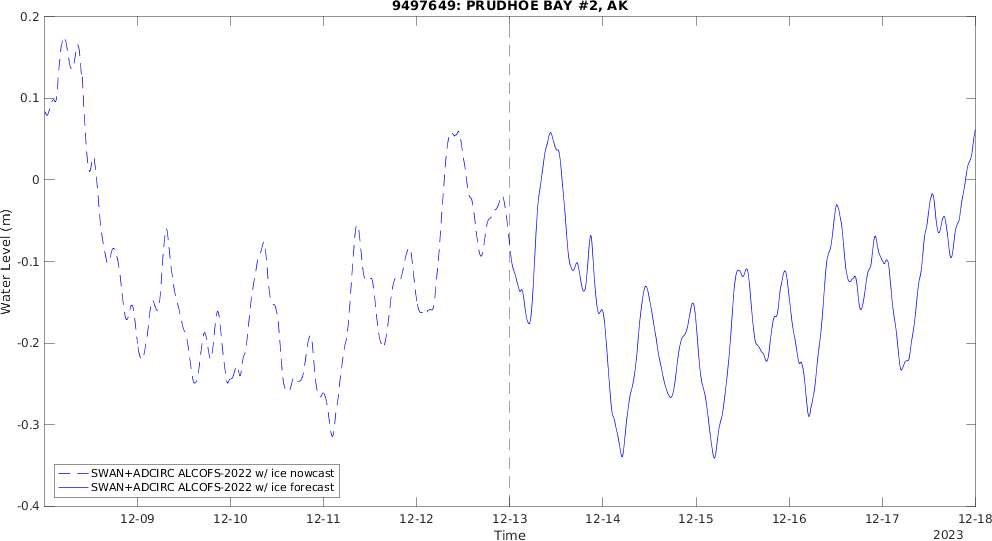 9497649: PRUDHOE BAY #2, AK
Water Level (m)
0.2
0.1
0
-0.1
-0.2
-0.3
-0.4
SWAN+ADCIRC ALCOFS-2022 w/ ice nowcast
SWAN+ADCIRC ALCOFS-2022 w/ ice forecast
12-09 12-10 12-11 12-12 12-13 12-14 12-15 12-16 12-17 12-18
Time
2023